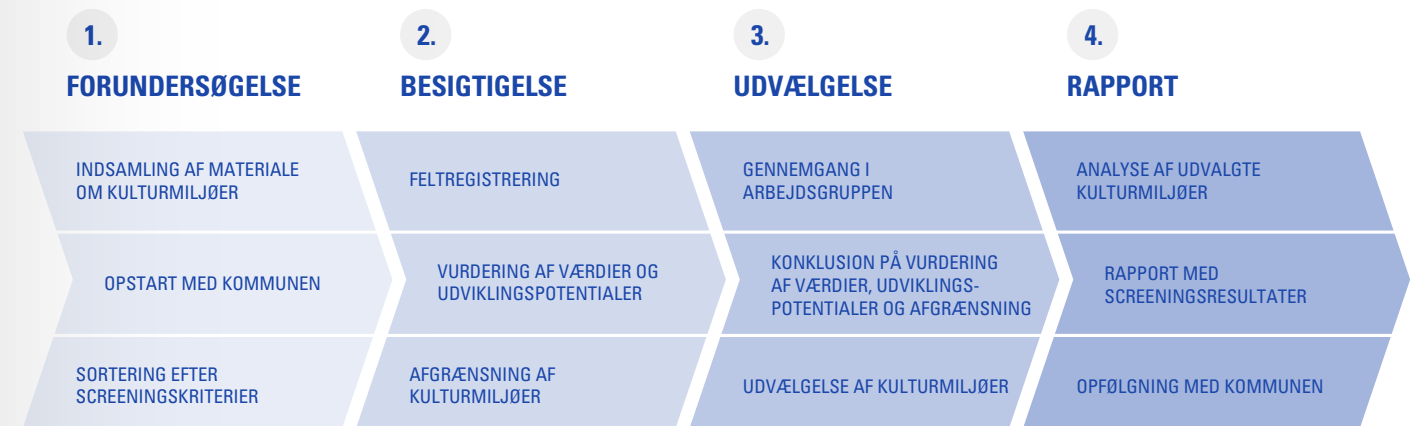 1.
FORUNDERSØGELSE
INDSAMLING AF MATERIALE
OM KULTURMILJØER
OPSTART MED KOMMUNEN
SORTERING EFTER
SCREENINGSKRITERIER
2.
BESIGTIGELSE
FELTREGISTRERING
VURDERING AF VÆRDIER OG
UDVIKLINGSPOTENTIALER
AFGRÆNSNING AF
KULTURMILJØER
3.
UDVÆLGELSE
GENNEMGANG I
ARBEJDSGRUPPEN
KONKLUSION PÅ VURDERING
AF VÆRDIER, UDVIKLINGS-
POTENTIALER OG AFGRÆNSNING
UDVÆLGELSE AF KULTURMILJØER
4.
RAPPORT
ANALYSE AF UDVALGTE
KULTURMILJØER
RAPPORT MED
SCREENINGSRESULTATER
OPFØLGNING MED KOMMUNEN